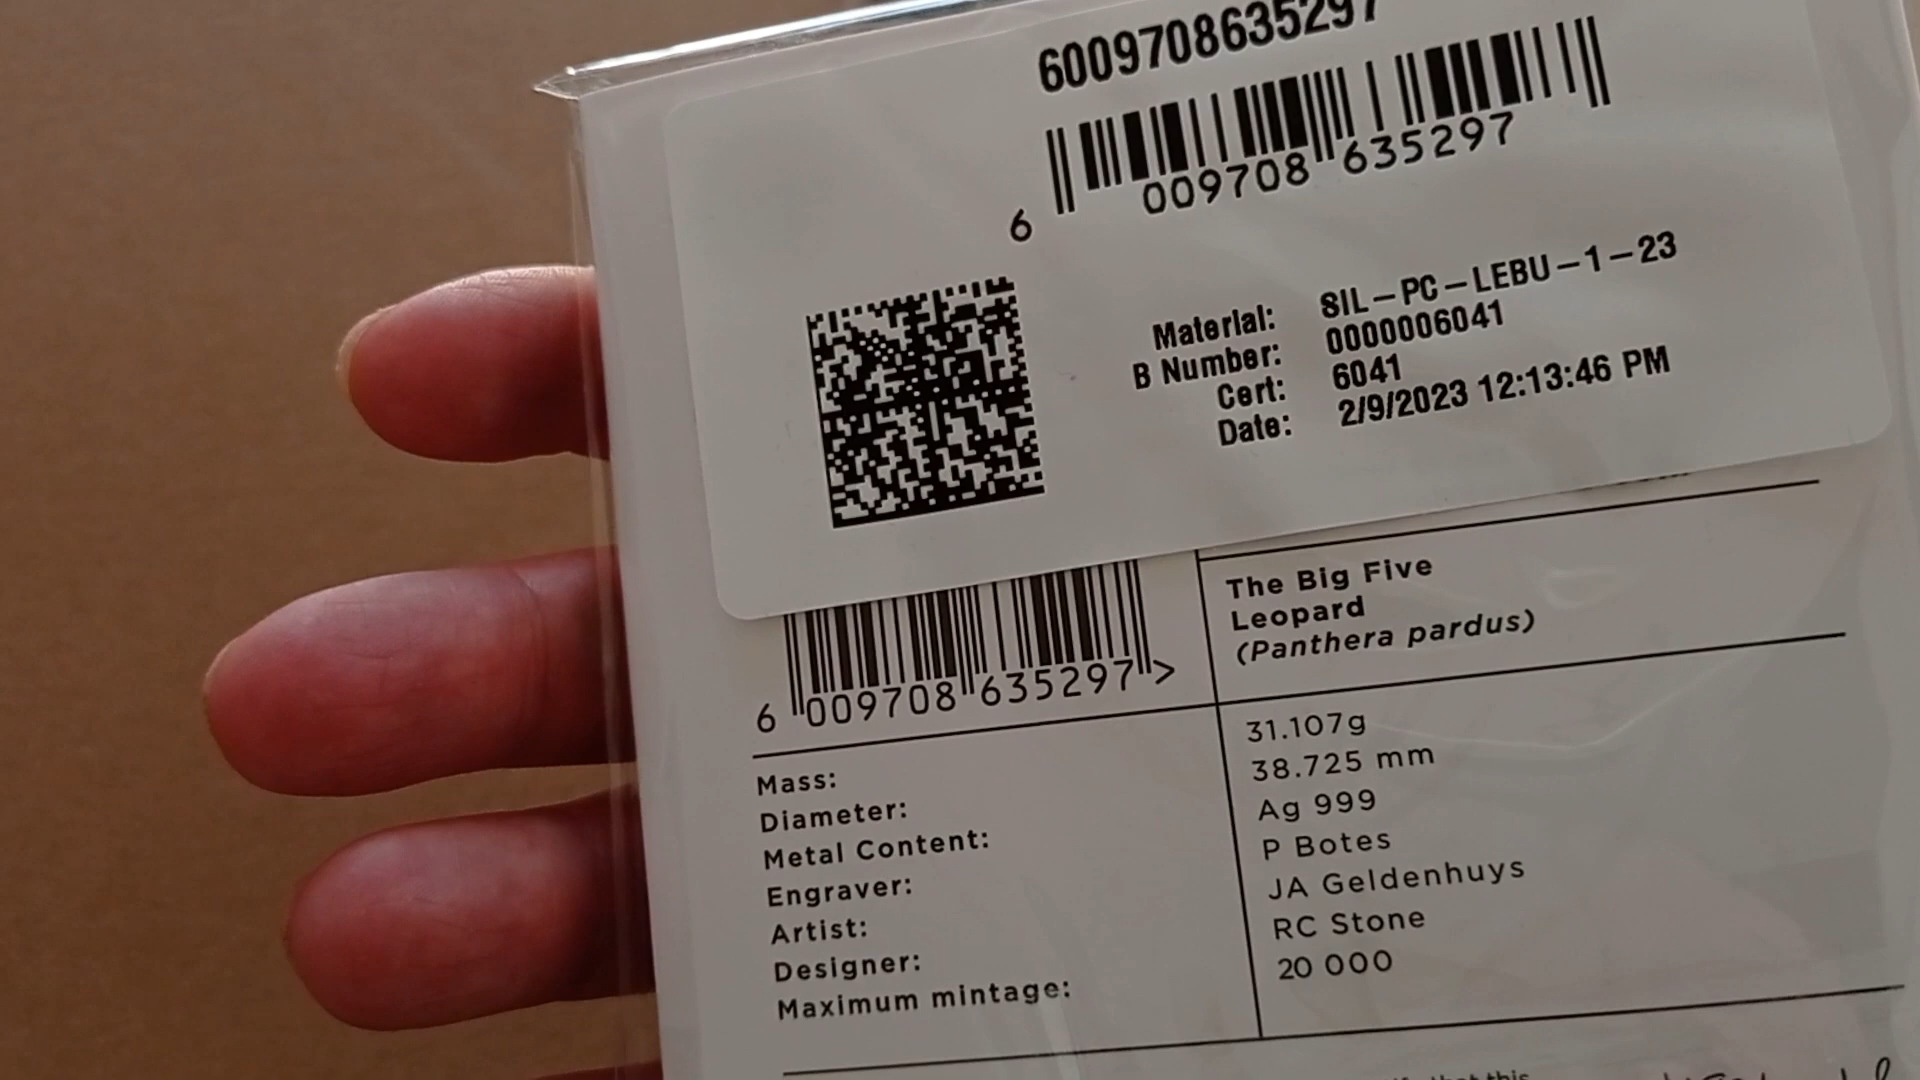 6009708635297
6 009708 635297
Material: SIL-PC-LEBU-1-23
B Number: 0000006041
Cert: 6041
Date: 2/9/2023 12:13:46 PM
The Big Five
Leopard
(Panthera pardus)
6 009708 635297 >
Mass: 31.107g
Diameter: 38.725 mm
Metal Content: Ag 999
Engraver: P Botes
Artist: JA Geldenhuys
Designer: RC Stone
Maximum mintage: 20 000
that this